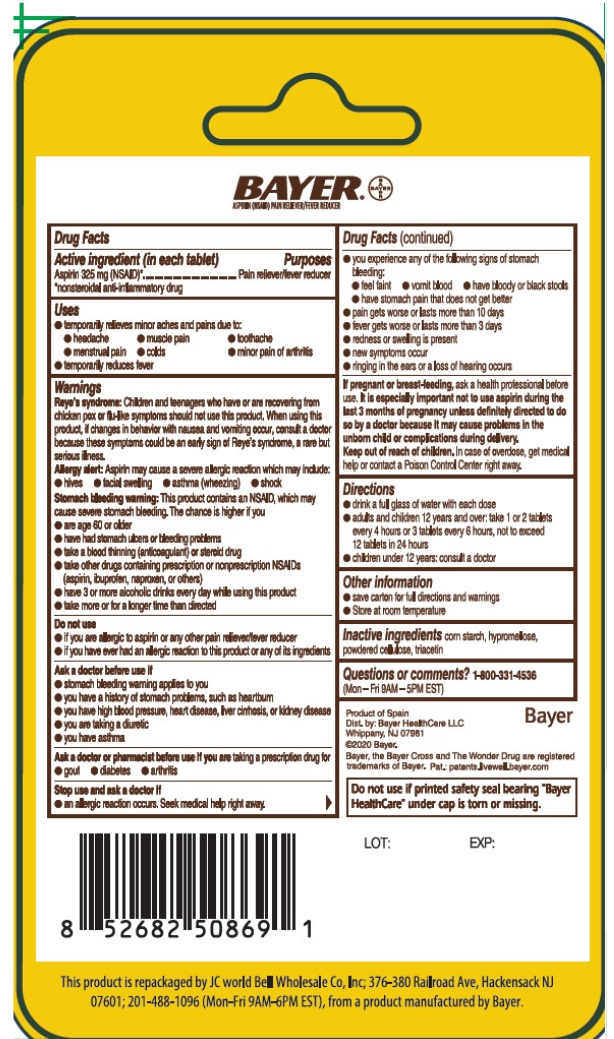 BAYER®
BAYER
ASPIRIN (NSAID) PAIN RELIEVER/FEVER REDUCER
Drug Facts
Active ingredient (in each tablet) Purposes
Aspirin 325 mg (NSAID)* Pain reliever/fever reducer
*nonsteroidal anti-inflammatory drug
Uses
● temporarily relieves minor aches and pains due to:
● headache ● muscle pain ● toothache
● menstrual pain ● colds ● minor pain of arthritis
● temporarily reduces fever
Warnings
Reye's syndrome: Children and teenagers who have or are recovering from
chicken pox or flu-like symptoms should not use this product. When using this
product, if changes in behavior with nausea and vomiting occur, consult a doctor
because these symptoms could be an early sign of Reye's syndrome, a rare but
serious illness.
Allergy alert: Aspirin may cause a severe allergic reaction which may include:
● hives ● facial swelling ● asthma (wheezing) ● shock
Stomach bleeding warning: This product contains an NSAID, which may
cause severe stomach bleeding. The chance is higher if you
● are age 60 or older
● have had stomach ulcers or bleeding problems
● take a blood thinning (anticoagulant) or steroid drug
● take other drugs containing prescription or nonprescription NSAIDs
(aspirin, ibuprofen, naproxen, or others)
● have 3 or more alcoholic drinks every day while using this product
● take more or for a longer time than directed
Do not use
● if you are allergic to aspirin or any other pain reliever/fever reducer
● if you have ever had an allergic reaction to this product or any of its ingredients
Ask a doctor before use if
● stomach bleeding warning applies to you
● you have a history of stomach problems, such as heartburn
● you have high blood pressure, heart disease, liver cirrhosis, or kidney disease
● you are taking a diuretic
● you have asthma
Ask a doctor or pharmacist before use if you are taking a prescription drug for
● gout ● diabetes ● arthritis
Stop use and ask a doctor if
● an allergic reaction occurs. Seek medical help right away.
Drug Facts (continued)
● you experience any of the following signs of stomach
bleeding:
● feel faint ● vomit blood ● have bloody or black stools
● have stomach pain that does not get better
● pain gets worse or lasts more than 10 days
● fever gets worse or lasts more than 3 days
● redness or swelling is present
● new symptoms occur
● ringing in the ears or a loss of hearing occurs
If pregnant or breast-feeding, ask a health professional before
use. It is especially important not to use aspirin during the
last 3 months of pregnancy unless definitely directed to do
so by a doctor because it may cause problems in the
unborn child or complications during delivery.
Keep out of reach of children. In case of overdose, get medical
help or contact a Poison Control Center right away.
Directions
● drink a full glass of water with each dose
● adults and children 12 years and over: take 1 or 2 tablets
every 4 hours or 3 tablets every 6 hours, not to exceed
12 tablets in 24 hours
● children under 12 years: consult a doctor
Other information
● save carton for full directions and warnings
● Store at room temperature
Inactive ingredients corn starch, hypromellose,
powdered cellulose, triacetin
Questions or comments? 1-800-331-4536
(Mon – Fri 9AM – 5PM EST)
Product of Spain Bayer
Dist. by: Bayer HealthCare LLC
Whippany, NJ 07981
©2020 Bayer.
Bayer, the Bayer Cross and The Wonder Drug are registered
trademarks of Bayer. Pat.: patents.livewell.bayer.com
Do not use if printed safety seal bearing "Bayer
HealthCare" under cap is torn or missing.
LOT: EXP:
8 52682 50869 1
This product is repackaged by JC world Bell Wholesale Co, Inc; 376-380 Railroad Ave, Hackensack NJ
07601; 201-488-1096 (Mon-Fri 9AM-6PM EST), from a product manufactured by Bayer.